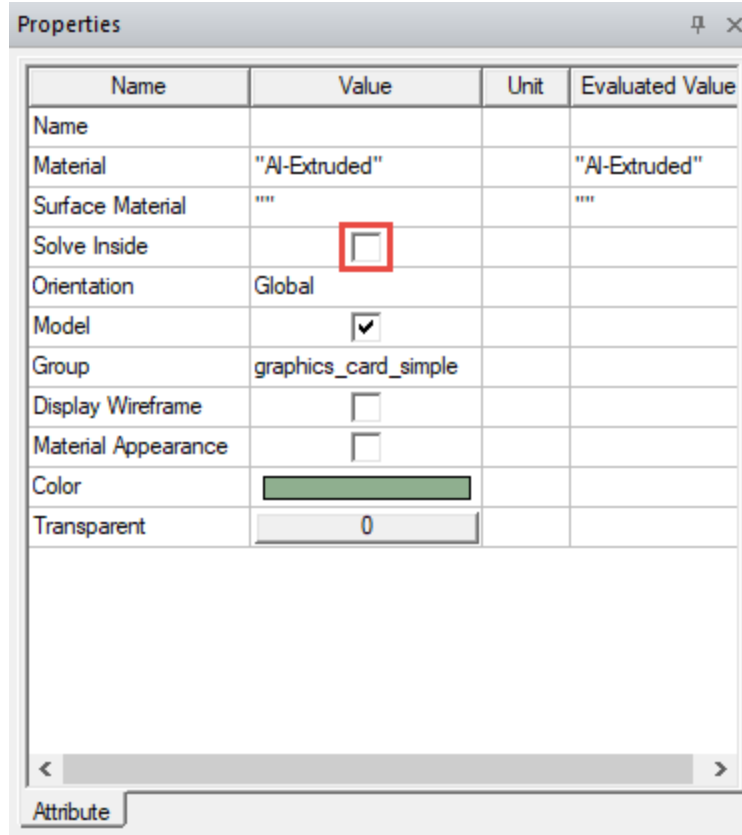 Properties
Name Value Unit Evaluated Value
Name
Material "Al-Extruded" "Al-Extruded"
Surface Material "" ""
Solve Inside
Orientation Global
Model
Group graphics_card_simple
Display Wireframe
Material Appearance
Color
Transparent 0
Attribute